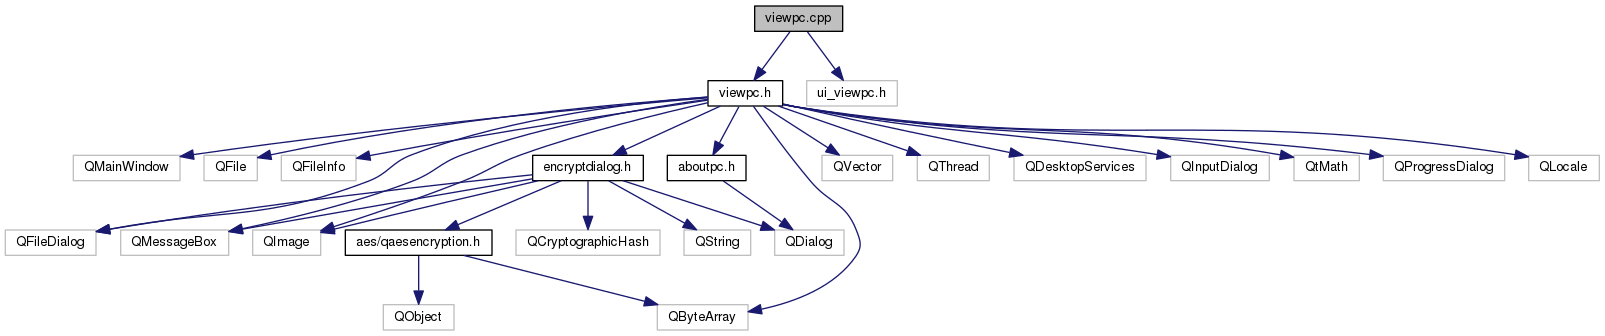 viewpc.cpp
viewpc.h
ui_viewpc.h
QMainWindow
QFile
QFileInfo
encryptdialog.h
aboutpc.h
QVector
QThread
QDesktopServices
QInputDialog
QtMath
QProgressDialog
QLocale
QFileDialog
QMessageBox
QImage
aes/qaesencryption.h
QCryptographicHash
QString
QDialog
QObject
QByteArray